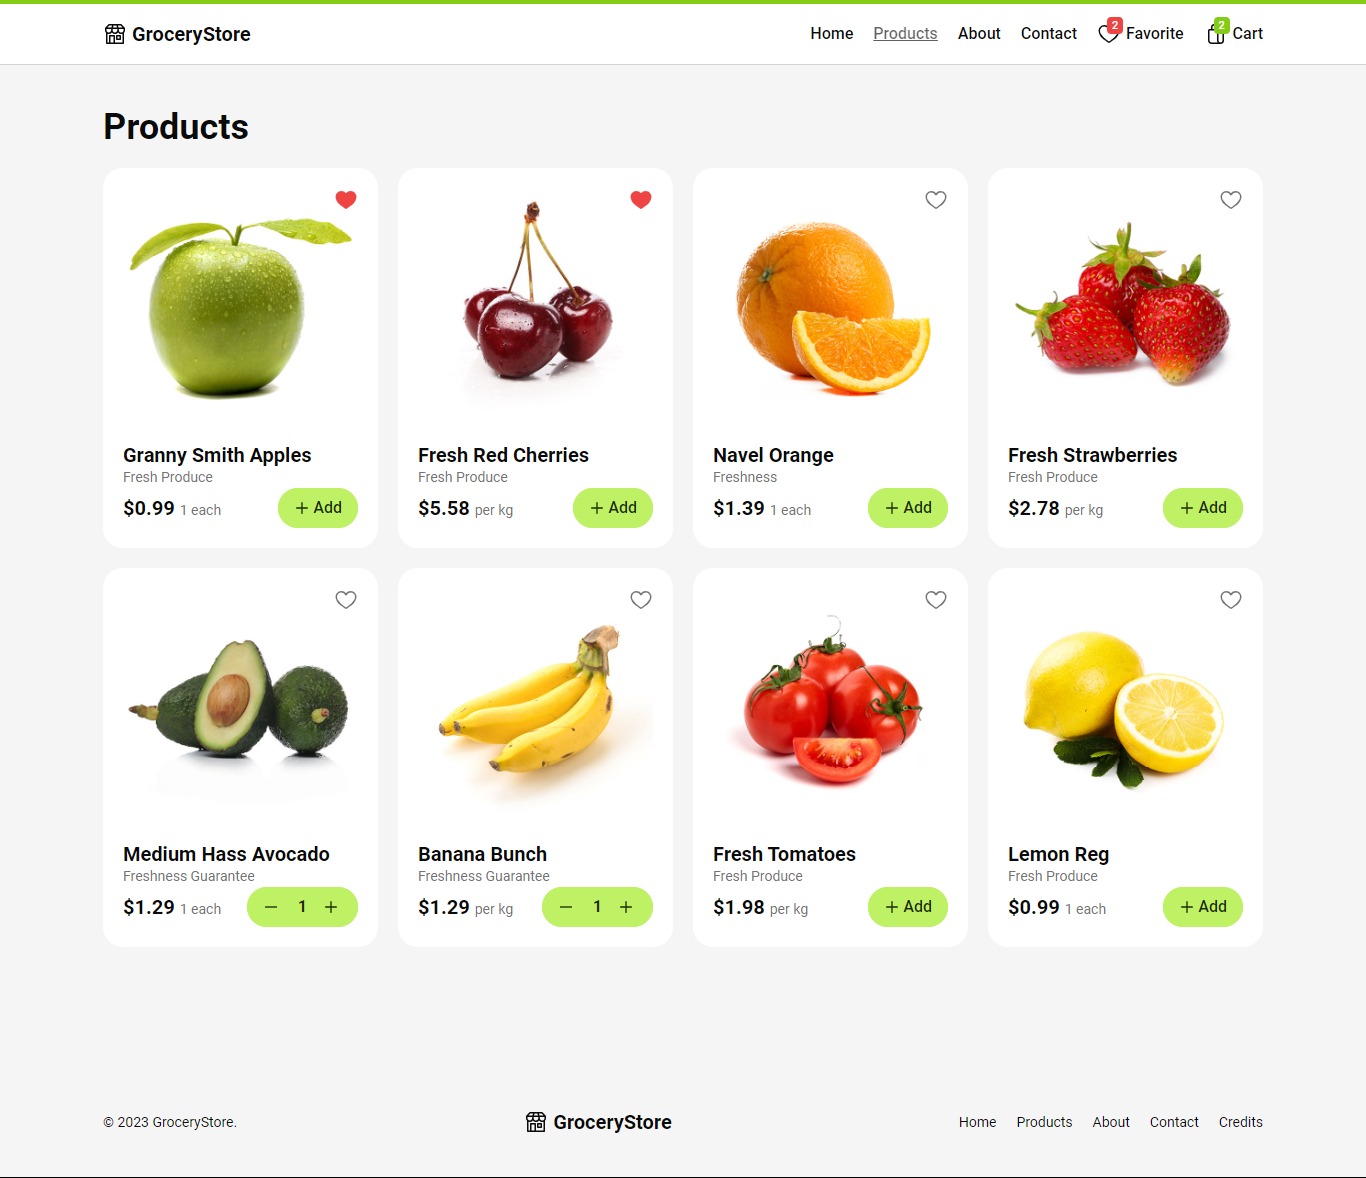 GroceryStore Home Products About Contact 2 Favorite 2 Cart
Products
Granny Smith Apples
Fresh Produce
$0.99 1 each + Add
Fresh Red Cherries
Fresh Produce
$5.58 per kg + Add
Navel Orange
Freshness
$1.39 1 each + Add
Fresh Strawberries
Fresh Produce
$2.78 per kg + Add
Medium Hass Avocado
Freshness Guarantee
$1.29 1 each − 1 +
Banana Bunch
Freshness Guarantee
$1.29 per kg − 1 +
Fresh Tomatoes
Fresh Produce
$1.98 per kg + Add
Lemon Reg
Fresh Produce
$0.99 1 each + Add
© 2023 GroceryStore. GroceryStore Home Products About Contact Credits